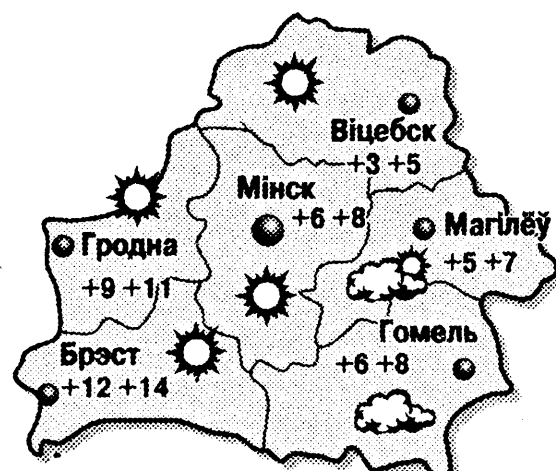 Віцебск
+3 +5
Мінск
+6 +8
Магілёў
+5 +7
Гродна
+9 +11
Гомель
+6 +8
Брэст
+12 +14